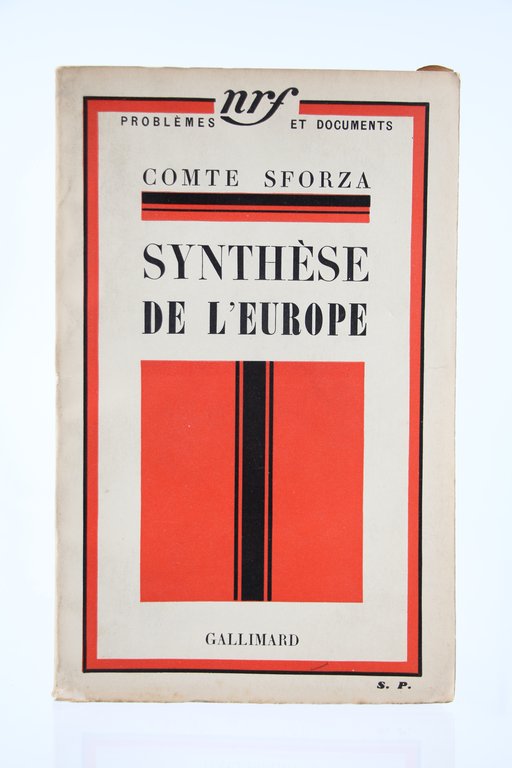 nrf
PROBLÈMES ET DOCUMENTS
COMTE SFORZA
SYNTHÈSE
DE L'EUROPE
GALLIMARD
S. P.